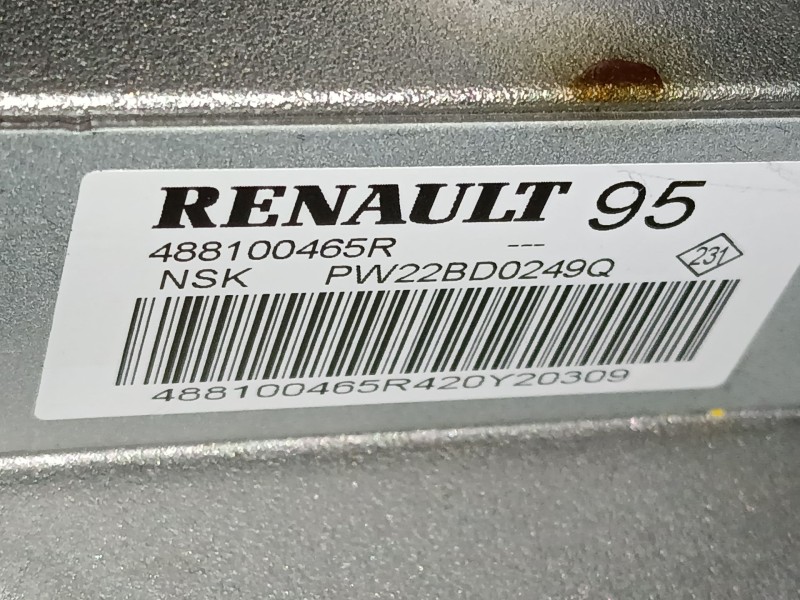 RENAULT 95
488100465R ---
231
NSK PW22BD0249Q
488100465R420Y20309